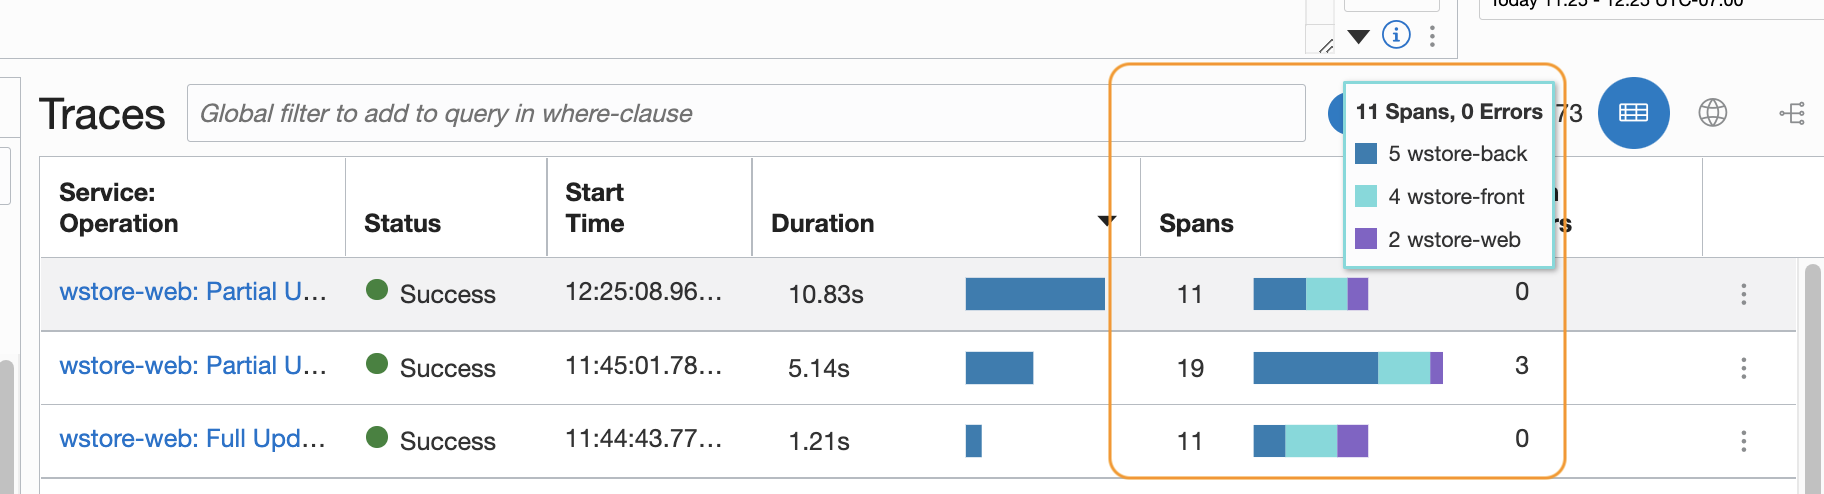 Today 11:25 - 12:25 UTC-07:00
Traces
Global filter to add to query in where-clause
11 Spans, 0 Errors
5 wstore-back
4 wstore-front
2 wstore-web
73
Service:
Operation
Status
Start
Time
Duration
Spans
wstore-web: Partial U...
Success
12:25:08.96...
10.83s
11
0
wstore-web: Partial U...
Success
11:45:01.78...
5.14s
19
3
wstore-web: Full Upd...
Success
11:44:43.77...
1.21s
11
0